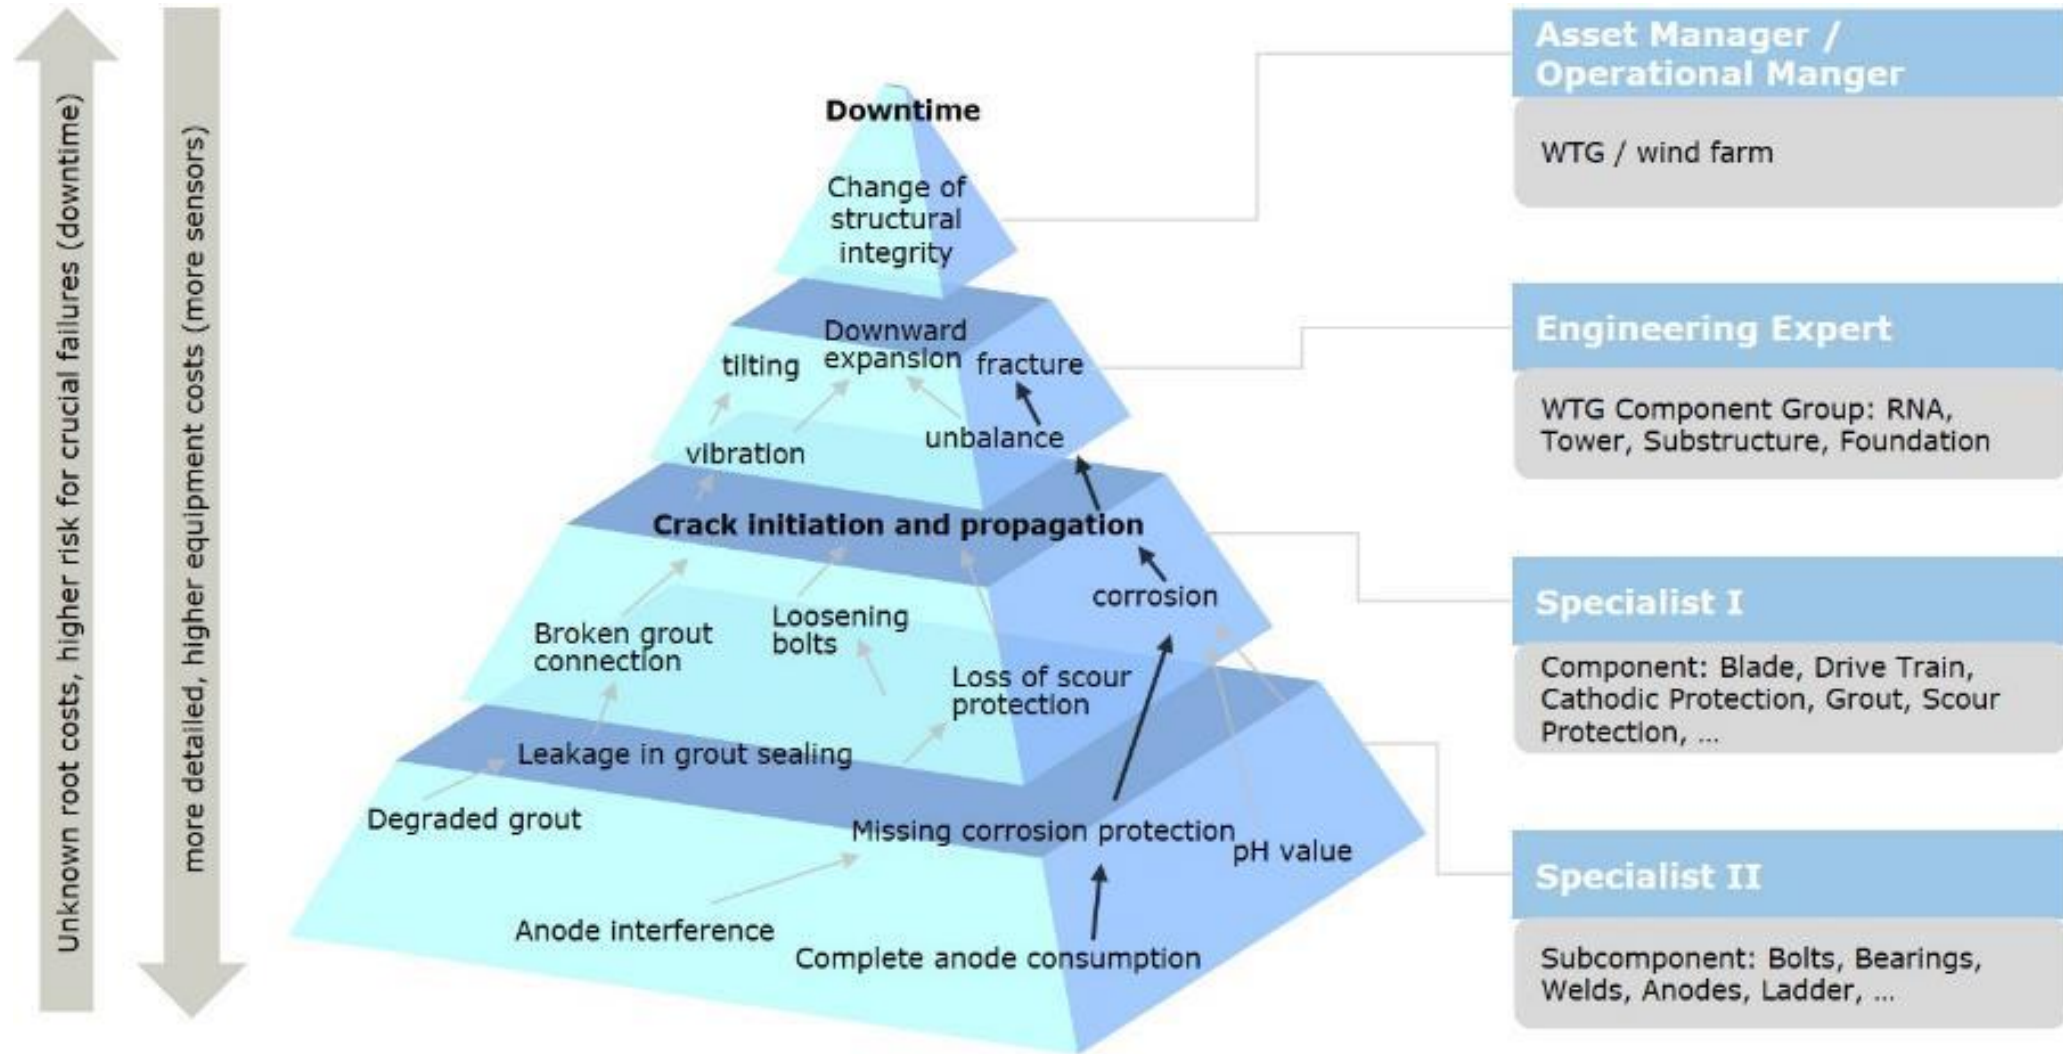 Unknown root costs, higher risk for crucial failures (downtime)
more detailed, higher equipment costs (more sensors)
Downtime
Change of
structural
integrity
Downward
expansion
tilting
fracture
vibration
unbalance
Crack initiation and propagation
corrosion
Broken grout
connection
Loosening
bolts
Loss of scour
protection
Leakage in grout sealing
Degraded grout
Missing corrosion protection
pH value
Anode interference
Complete anode consumption
Asset Manager /
Operational Manger
WTG / wind farm
Engineering Expert
WTG Component Group: RNA,
Tower, Substructure, Foundation
Specialist I
Component: Blade, Drive Train,
Cathodic Protection, Grout, Scour
Protection, ...
Specialist II
Subcomponent: Bolts, Bearings,
Welds, Anodes, Ladder, ...